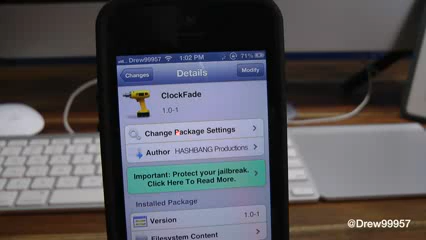 Drew99957 1:02 PM 71%
Changes Details Modify
ClockFade
1.0-1
Change Package Settings
Author HASHBANG Productions
Important: Protect your jailbreak.
Click Here To Read More.
Installed Package
Version 1.0-1
Filesystem Content
@Drew99957